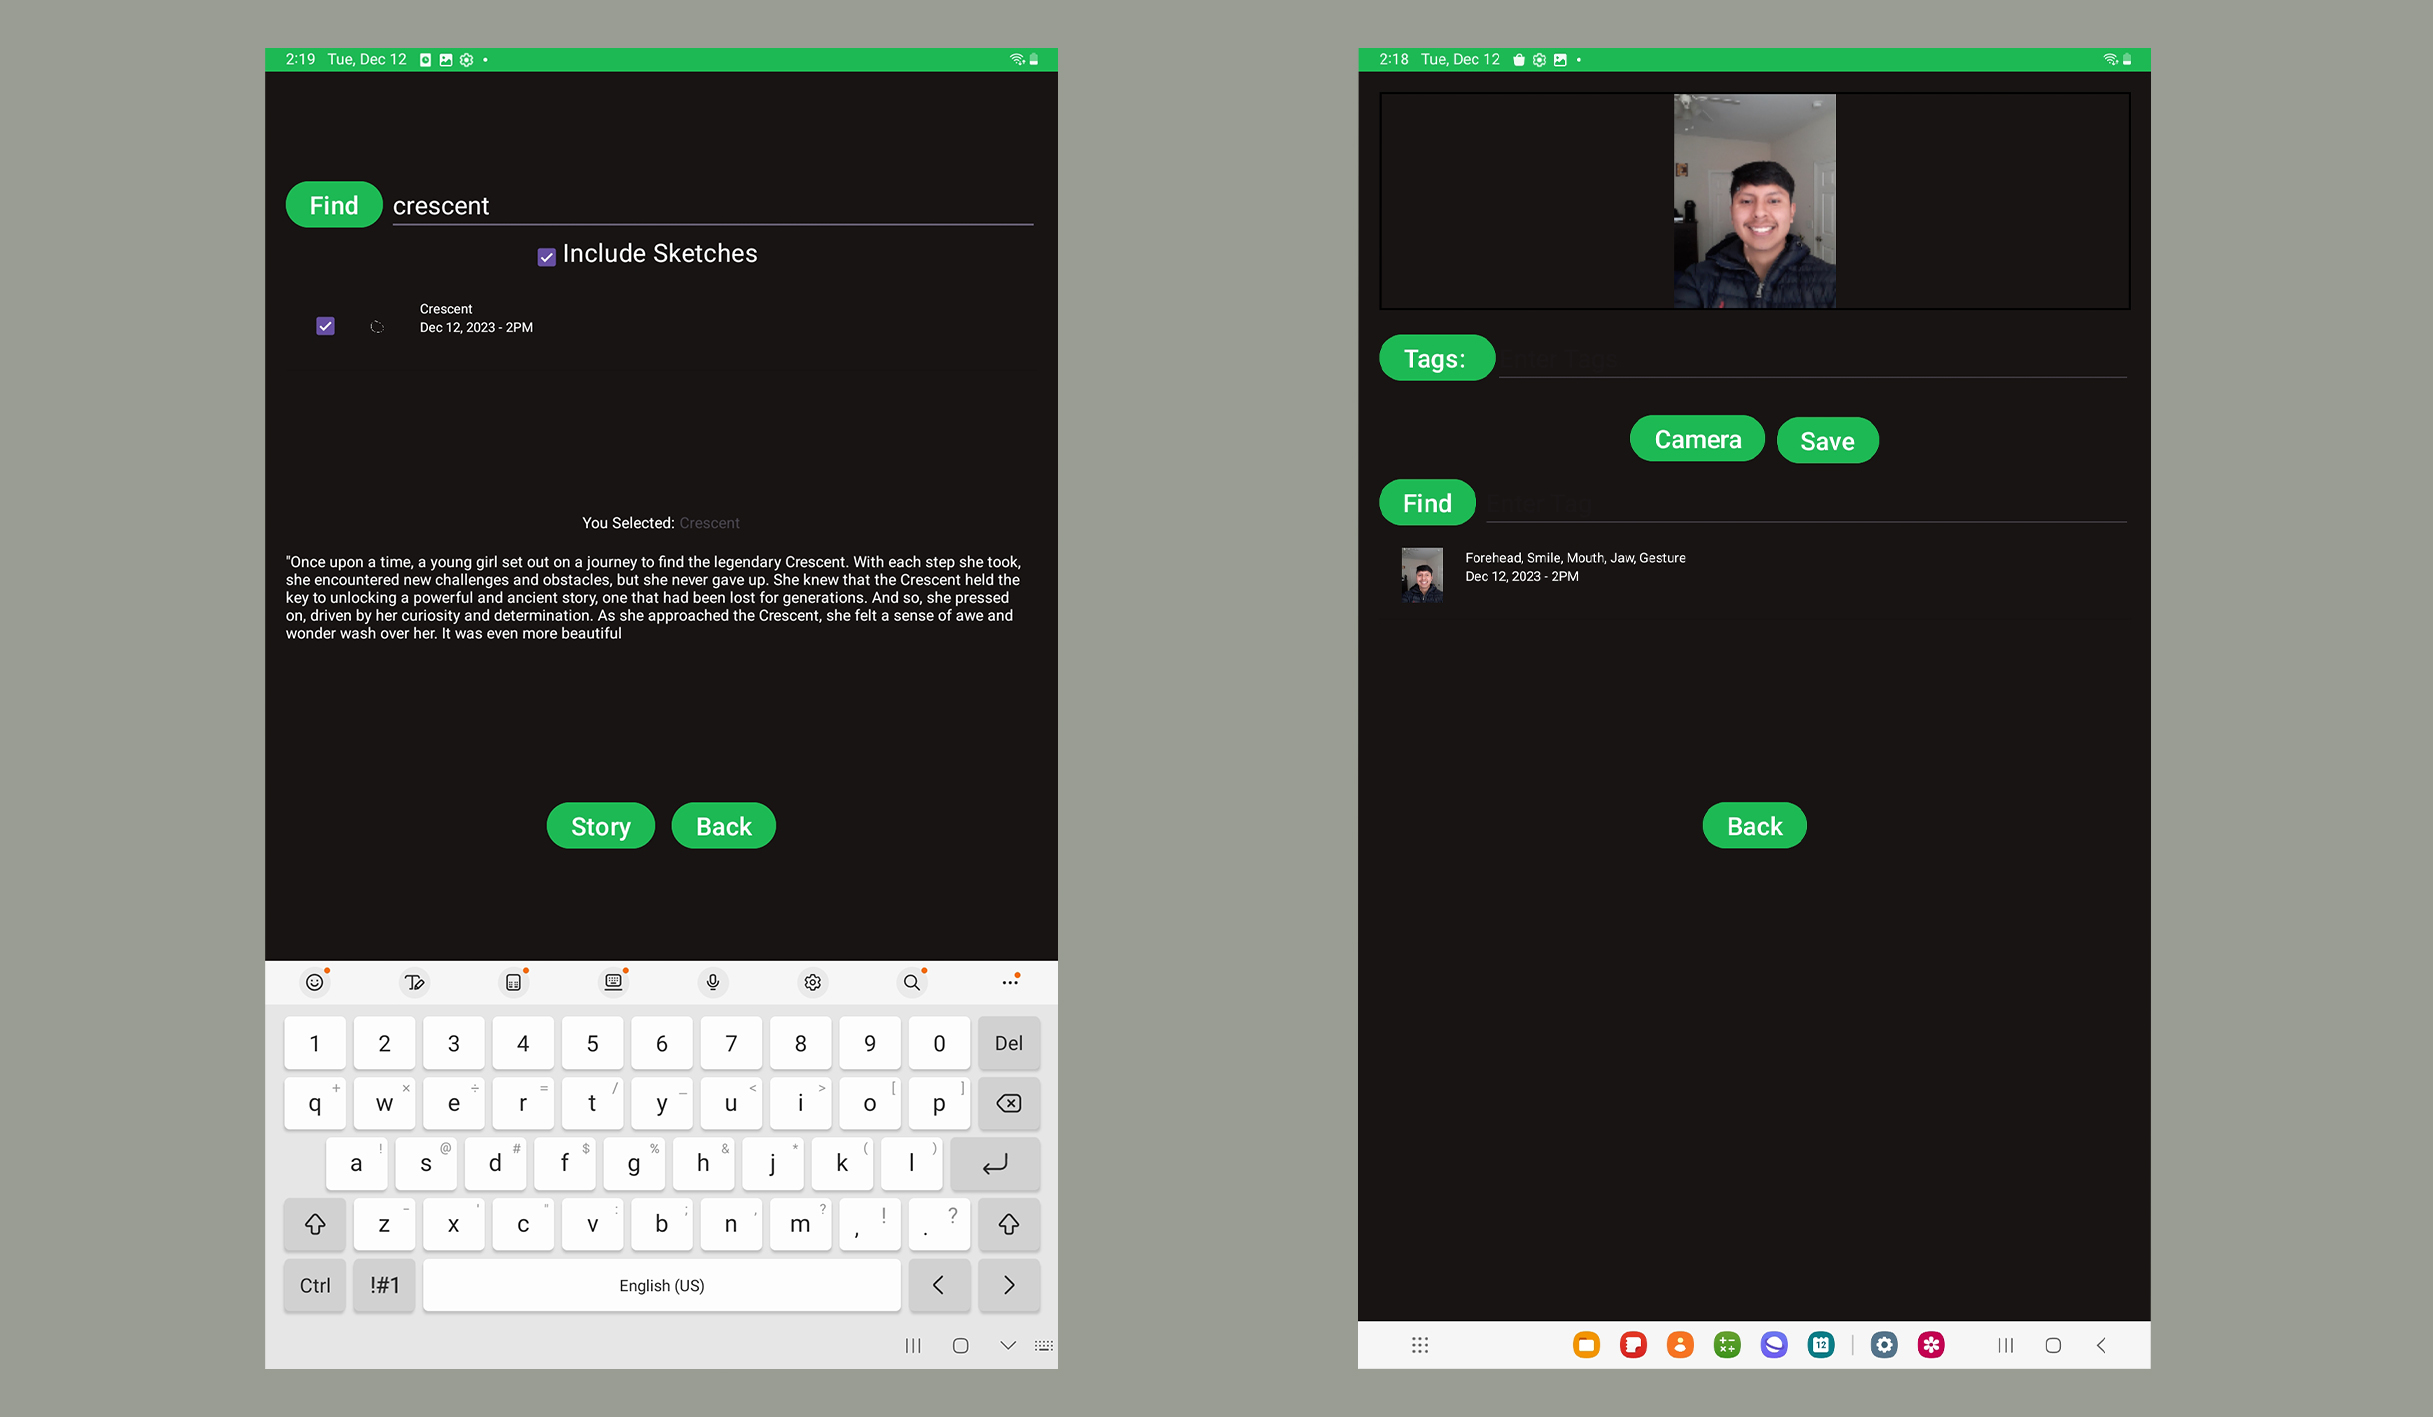 2:19 Tue, Dec 12
Find crescent
Include Sketches
Crescent
Dec 12, 2023 - 2PM
You Selected: Crescent
"Once upon a time, a young girl set out on a journey to find the legendary Crescent. With each step she took,
she encountered new challenges and obstacles, but she never gave up. She knew that the Crescent held the
key to unlocking a powerful and ancient story, one that had been lost for generations. And so, she pressed
on, driven by her curiosity and determination. As she approached the Crescent, she felt a sense of awe and
wonder wash over her. It was even more beautiful
Story Back
1 2 3 4 5 6 7 8 9 0 Del
q + w × e ÷ r = t / y _ u < i > o [ p ]
a ! s @ d # f $ g % h & j * k ( l )
z - x ' c " v : b ; n , m ? , ! . ?
Ctrl !#1 English (US) < >
2:18 Tue, Dec 12
Tags: Enter Tags
Camera Save
Find Enter Tag
Forehead, Smile, Mouth, Jaw, Gesture
Dec 12, 2023 - 2PM
Back
12